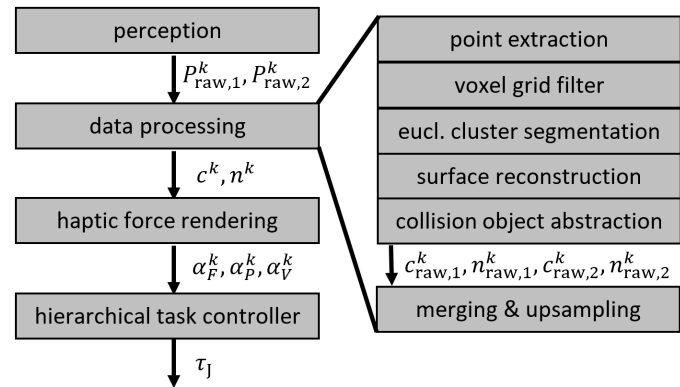 perception
P^k_raw,1, P^k_raw,2
data processing
c^k, n^k
haptic force rendering
α^k_F, α^k_P, α^k_V
hierarchical task controller
τ_J
point extraction
voxel grid filter
eucl. cluster segmentation
surface reconstruction
collision object abstraction
c^k_raw,1, n^k_raw,1, c^k_raw,2, n^k_raw,2
merging & upsampling